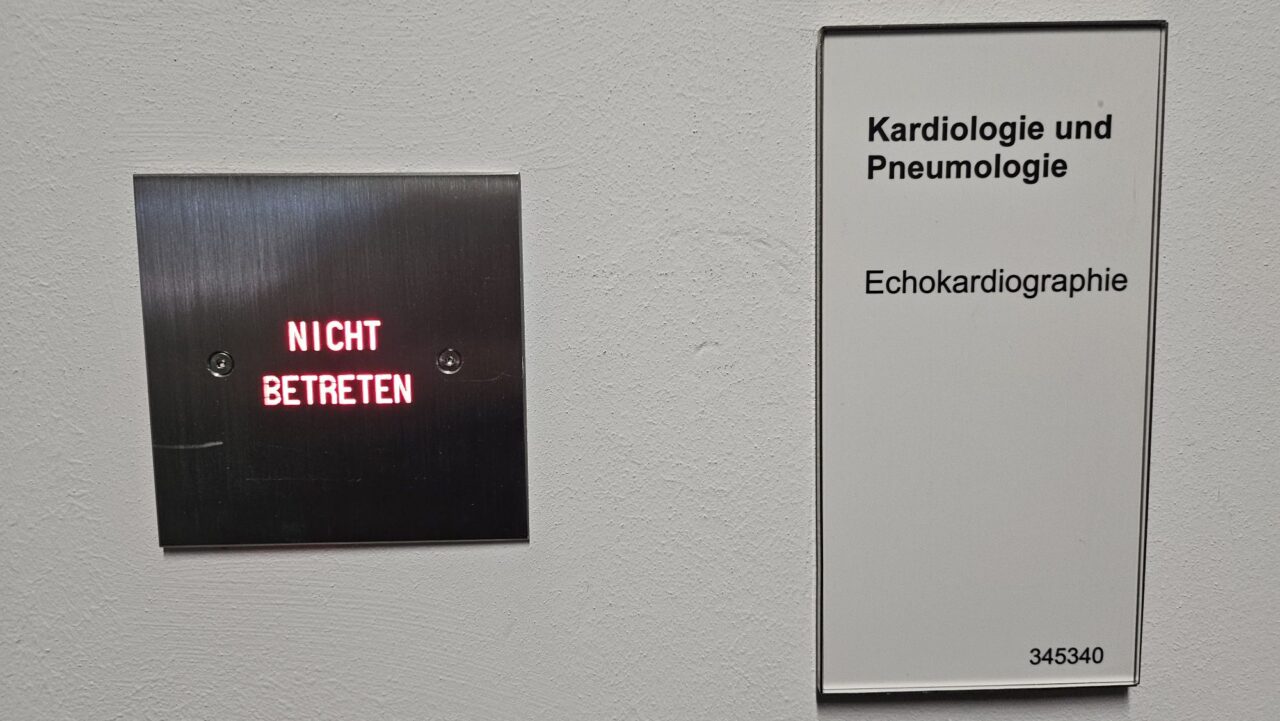 NICHT
BETRETEN
Kardiologie und
Pneumologie
Echokardiographie
345340